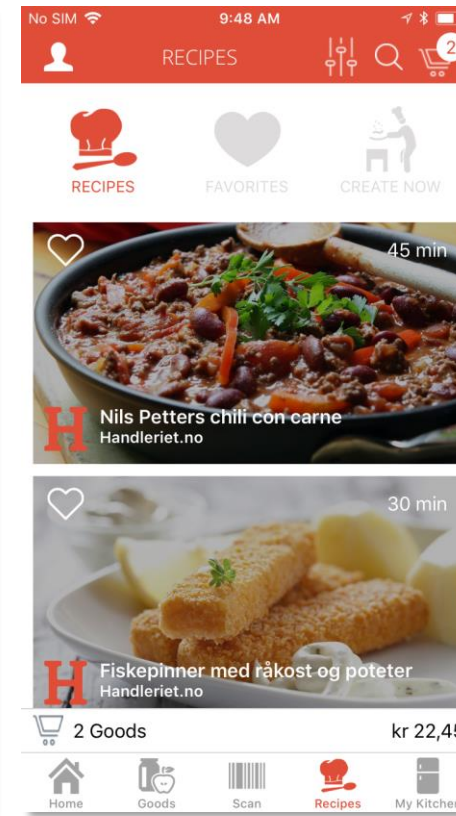 No SIM 9:48 AM
RECIPES 2
RECIPES FAVORITES CREATE NOW
45 min
Nils Petters chili con carne
H Handleriet.no
30 min
Fiskepinner med råkost og poteter
H Handleriet.no
2 Goods kr 22,45
Home Goods Scan Recipes My Kitchen